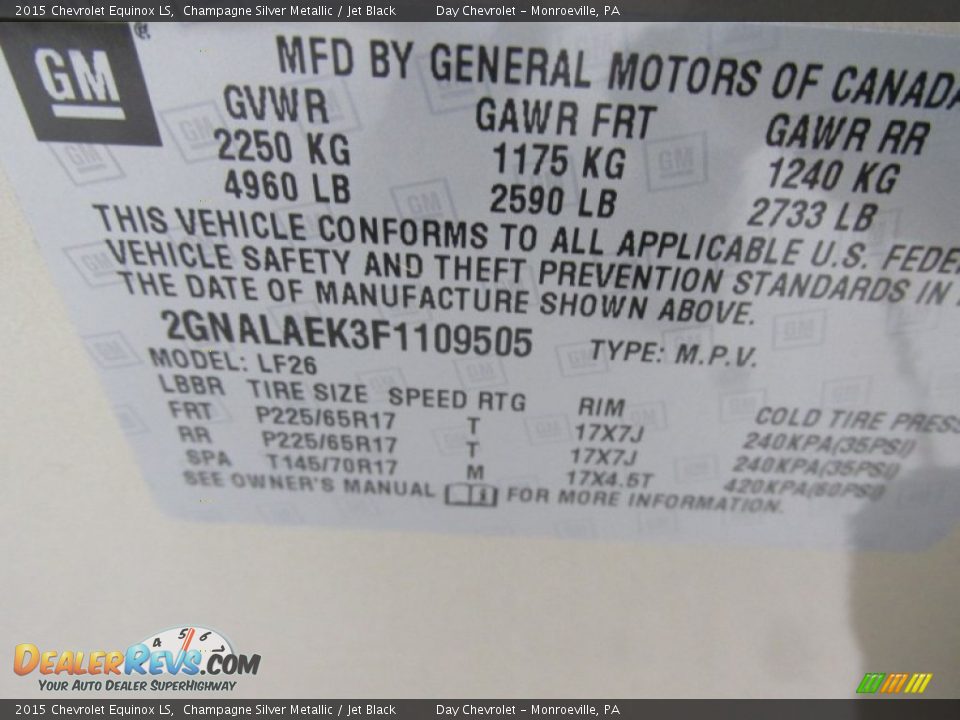 2015 Chevrolet Equinox LS, Champagne Silver Metallic / Jet Black Day Chevrolet - Monroeville, PA
GM
MFD BY GENERAL MOTORS OF CANADA
GVWR GAWR FRT GAWR RR
2250 KG 1175 KG 1240 KG
4960 LB 2590 LB 2733 LB
THIS VEHICLE CONFORMS TO ALL APPLICABLE U.S. FEDE
VEHICLE SAFETY AND THEFT PREVENTION STANDARDS IN
THE DATE OF MANUFACTURE SHOWN ABOVE.
2GNALAEK3F1109505 TYPE: M.P.V.
MODEL: LF26
LBBR TIRE SIZE SPEED RTG RIM COLD TIRE PRESS
FRT P225/65R17 T 17X7J 240KPA(35PSI)
RR P225/65R17 T 17X7J 240KPA(35PSI)
SPA T145/70R17 M 17X4.5T 420KPA(60PSI)
SEE OWNER'S MANUAL FOR MORE INFORMATION.
4 5 6
DEALERREVS.COM
YOUR AUTO DEALER SUPERHIGHWAY
2015 Chevrolet Equinox LS, Champagne Silver Metallic / Jet Black Day Chevrolet - Monroeville, PA